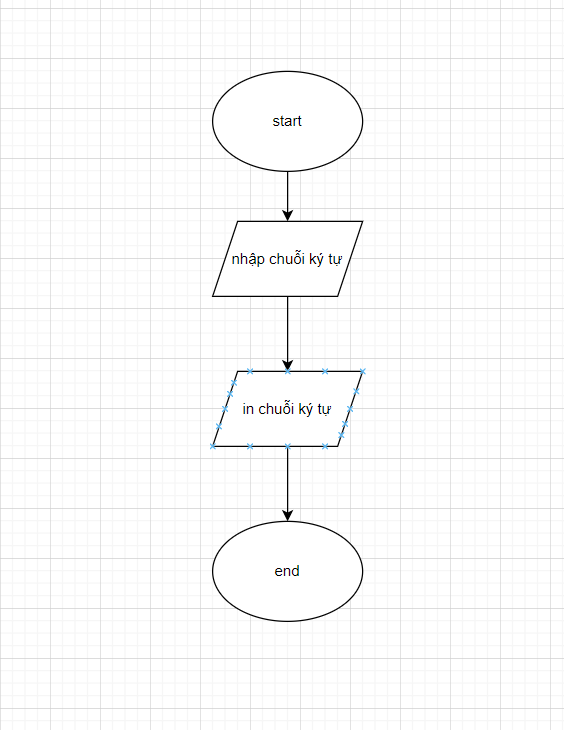 start
nhập chuỗi ký tự
in chuỗi ký tự
end